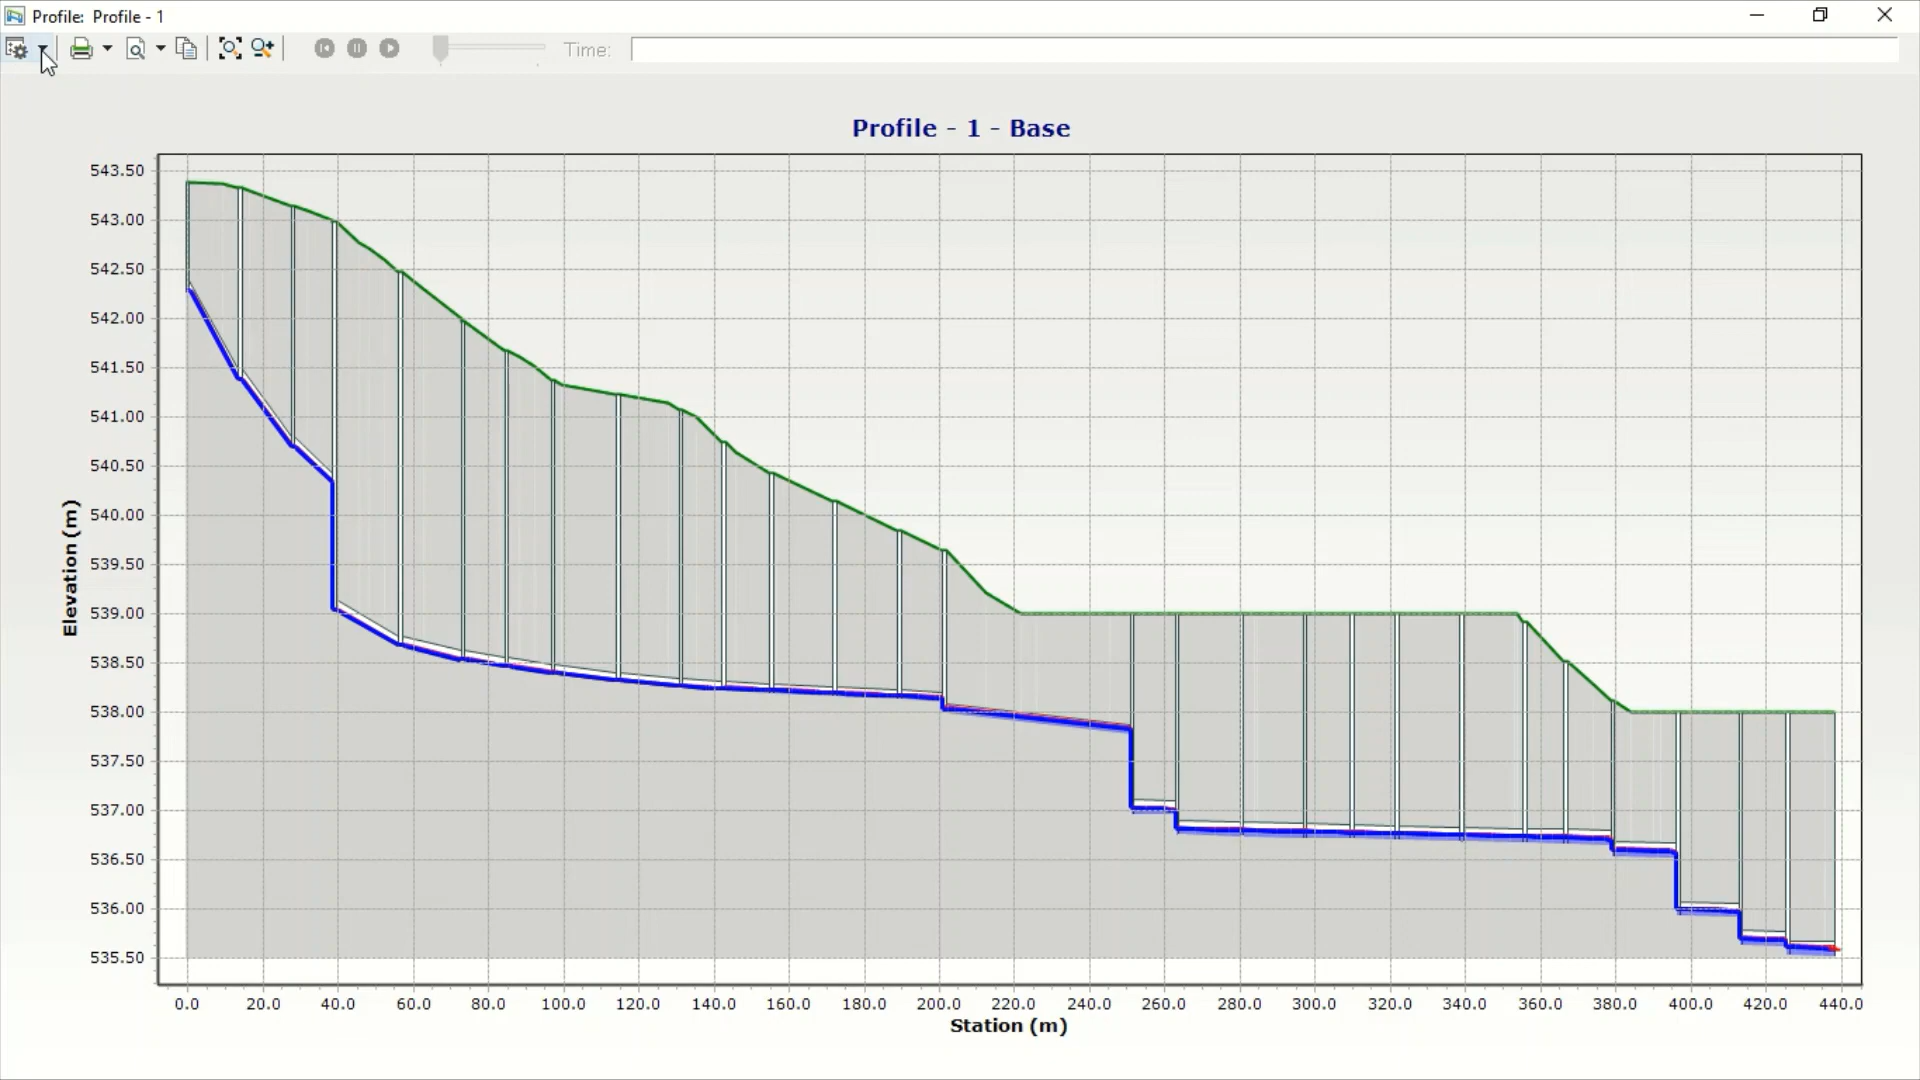 Profile: Profile - 1
Time:
Profile - 1 - Base
543.50
543.00
542.50
542.00
541.50
541.00
540.50
540.00
539.50
539.00
538.50
538.00
537.50
537.00
536.50
536.00
535.50
Elevation (m)
0.0 20.0 40.0 60.0 80.0 100.0 120.0 140.0 160.0 180.0 200.0 220.0 240.0 260.0 280.0 300.0 320.0 340.0 360.0 380.0 400.0 420.0 440.0
Station (m)